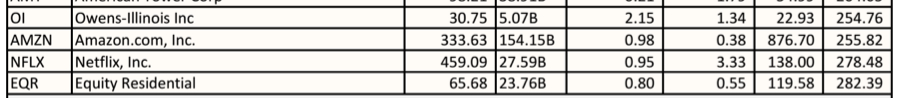 OI Owens-Illinois Inc 30.75 5.07B 2.15 1.34 22.93 254.76
AMZN Amazon.com, Inc. 333.63 154.15B 0.98 0.38 876.70 255.82
NFLX Netflix, Inc. 459.09 27.59B 0.95 3.33 138.00 278.48
EQR Equity Residential 65.68 23.76B 0.80 0.55 119.58 282.39